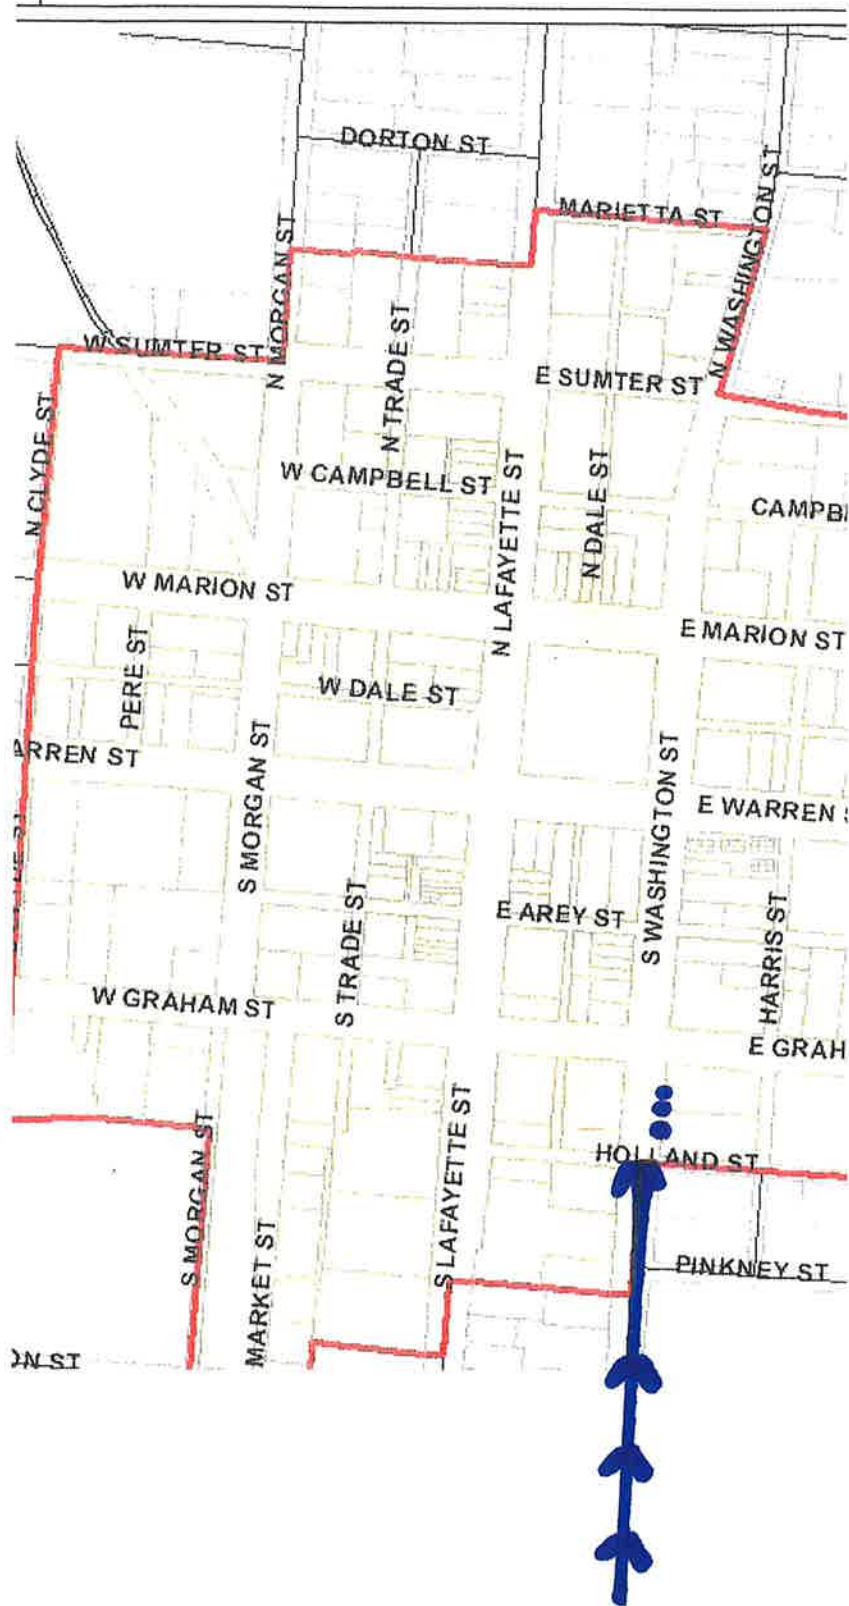 DORTON ST
MARIETTA ST
N WASHINGTON ST
N MORGAN ST
W SUMTER ST
N TRADE ST
E SUMTER ST
N CLYDE ST
W CAMPBELL ST
N LAFAYETTE ST
N DALE ST
CAMPB
W MARION ST
E MARION ST
PERE ST
W DALE ST
ARREN ST
S MORGAN ST
S WASHINGTON ST
E WARREN
S TRADE ST
E AREY ST
HARRIS ST
W GRAHAM ST
E GRAH
S MORGAN ST
S LAFAYETTE ST
HOLLAND ST
MARKET ST
PINKNEY ST
ON ST